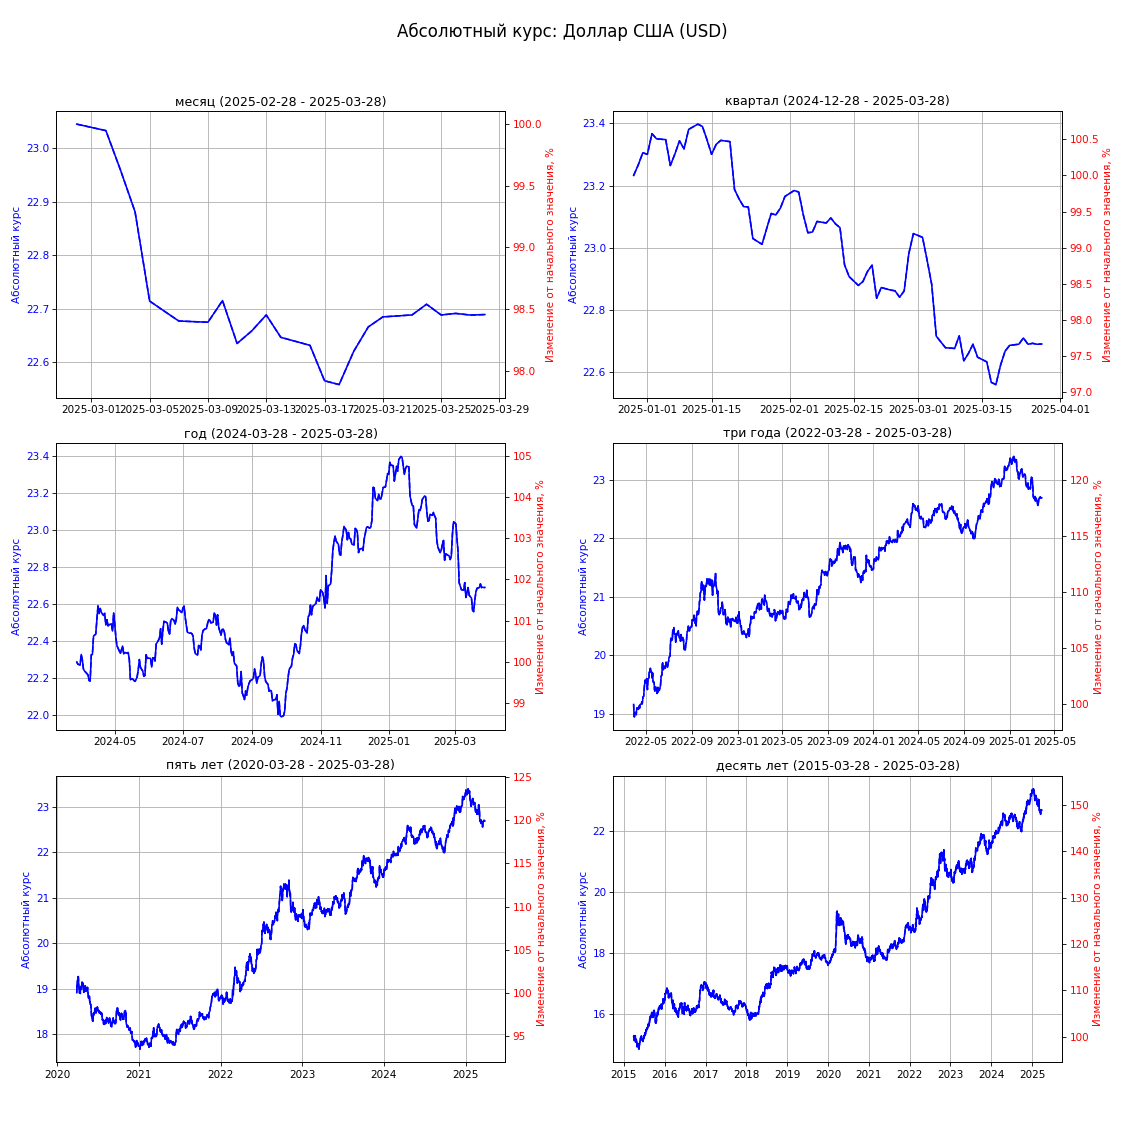 Абсолютный курс: Доллар США (USD)
месяц (2025-02-28 - 2025-03-28)
Абсолютный курс
23.0
22.9
22.8
22.7
22.6
100.0
99.5
99.0
98.5
98.0
Изменение от начального значения, %
2025-03-01 2025-03-05 2025-03-09 2025-03-13 2025-03-17 2025-03-21 2025-03-25 2025-03-29
квартал (2024-12-28 - 2025-03-28)
Абсолютный курс
23.4
23.2
23.0
22.8
22.6
100.5
100.0
99.5
99.0
98.5
98.0
97.5
97.0
Изменение от начального значения, %
2025-01-01 2025-01-15 2025-02-01 2025-02-15 2025-03-01 2025-03-15 2025-04-01
год (2024-03-28 - 2025-03-28)
Абсолютный курс
23.4
23.2
23.0
22.8
22.6
22.4
22.2
22.0
105
104
103
102
101
100
99
Изменение от начального значения, %
2024-05 2024-07 2024-09 2024-11 2025-01 2025-03
три года (2022-03-28 - 2025-03-28)
Абсолютный курс
23
22
21
20
19
120
115
110
105
100
Изменение от начального значения, %
2022-05 2022-09 2023-01 2023-05 2023-09 2024-01 2024-05 2024-09 2025-01 2025-05
пять лет (2020-03-28 - 2025-03-28)
Абсолютный курс
23
22
21
20
19
18
125
120
115
110
105
100
95
Изменение от начального значения, %
2020 2021 2022 2023 2024 2025
десять лет (2015-03-28 - 2025-03-28)
Абсолютный курс
22
20
18
16
150
140
130
120
110
100
Изменение от начального значения, %
2015 2016 2017 2018 2019 2020 2021 2022 2023 2024 2025